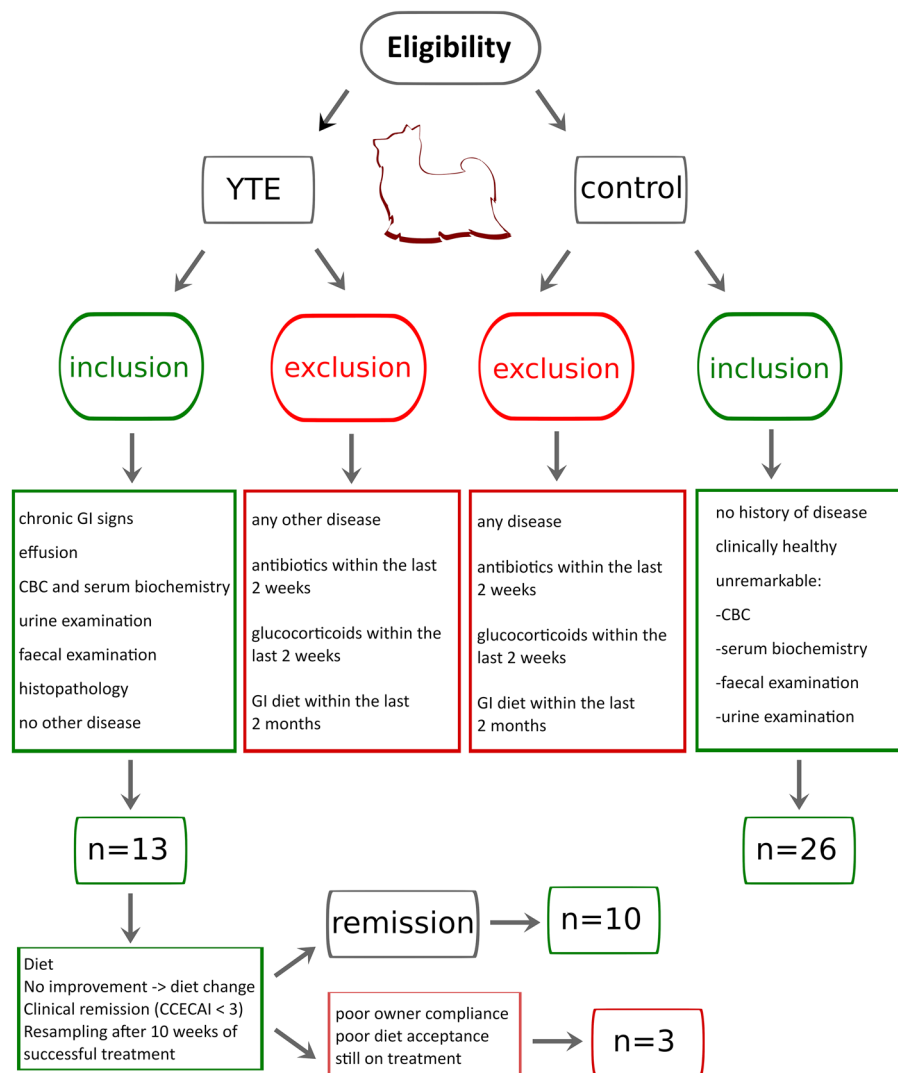 Eligibility
YTE
control
inclusion
exclusion
exclusion
inclusion
chronic GI signs
effusion
CBC and serum biochemistry
urine examination
faecal examination
histopathology
no other disease
any other disease
antibiotics within the last
2 weeks
glucocorticoids within the
last 2 weeks
GI diet within the last
2 months
any disease
antibiotics within the last
2 weeks
glucocorticoids within the
last 2 weeks
GI diet within the last
2 months
no history of disease
clinically healthy
unremarkable:
-CBC
-serum biochemistry
-faecal examination
-urine examination
n=13
n=26
Diet
No improvement -> diet change
Clinical remission (CCECAI < 3)
Resampling after 10 weeks of
successful treatment
remission
n=10
poor owner compliance
poor diet acceptance
still on treatment
n=3